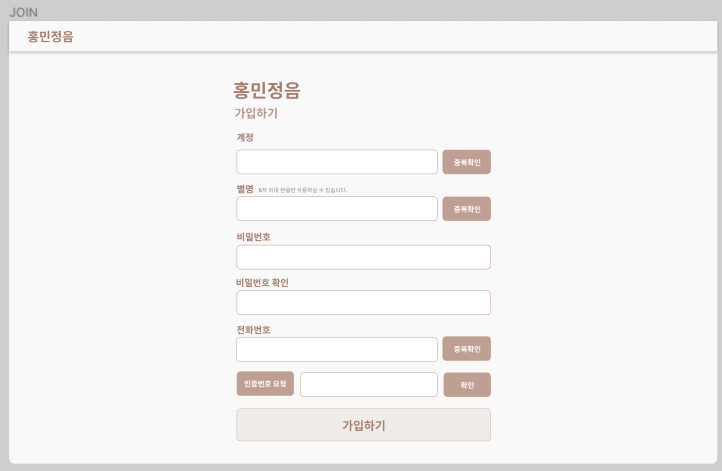 JOIN
홍민정음
홍민정음
가입하기
계정
중복확인
별명 6자 이내 한글만 사용하실 수 있습니다.
중복확인
비밀번호
비밀번호 확인
전화번호
중복확인
인증번호 요청
확인
가입하기